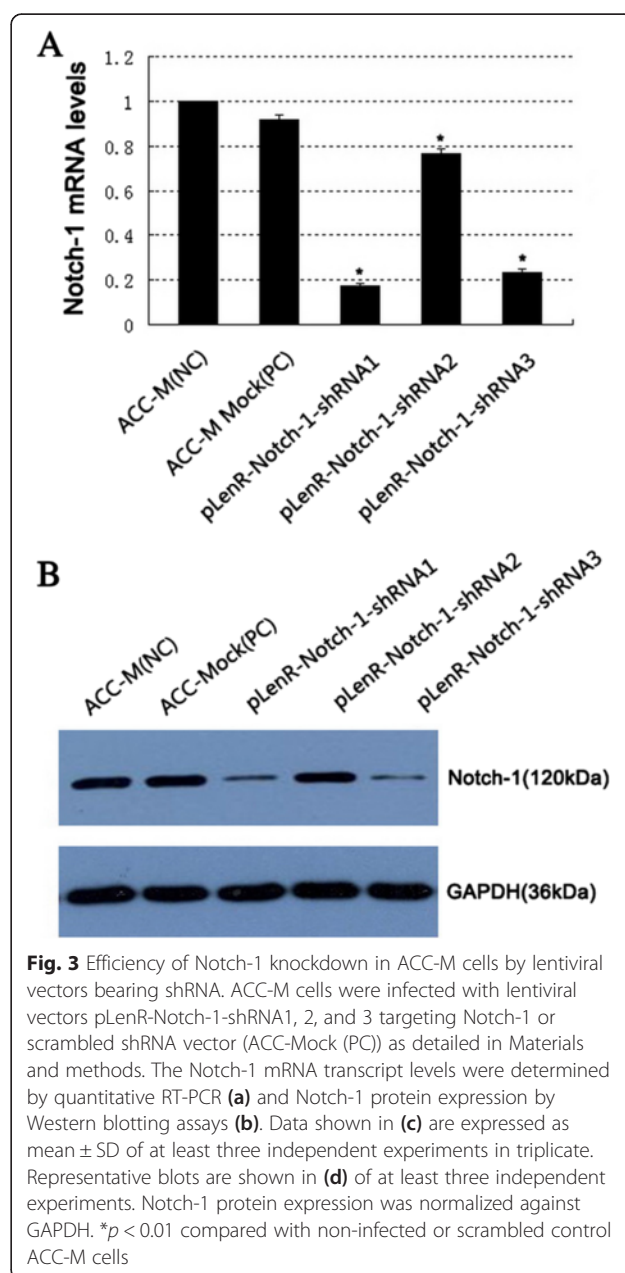 A
1.2
1
0.8
0.6
0.4
0.2
0
Notch-1 mRNA levels
*
*
*
ACC-M(NC)
ACC-M Mock(PC)
pLenR-Notch-1-shRNA1
pLenR-Notch-1-shRNA2
pLenR-Notch-1-shRNA3
B
ACC-M(NC)
ACC-Mock(PC)
pLenR-Notch-1-shRNA1
pLenR-Notch-1-shRNA2
pLenR-Notch-1-shRNA3
Notch-1(120kDa)
GAPDH(36kDa)
Fig. 3 Efficiency of Notch-1 knockdown in ACC-M cells by lentiviral
vectors bearing shRNA. ACC-M cells were infected with lentiviral
vectors pLenR-Notch-1-shRNA1, 2, and 3 targeting Notch-1 or
scrambled shRNA vector (ACC-Mock (PC)) as detailed in Materials
and methods. The Notch-1 mRNA transcript levels were determined
by quantitative RT-PCR (a) and Notch-1 protein expression by
Western blotting assays (b). Data shown in (c) are expressed as
mean ± SD of at least three independent experiments in triplicate.
Representative blots are shown in (d) of at least three independent
experiments. Notch-1 protein expression was normalized against
GAPDH. *p < 0.01 compared with non-infected or scrambled control
ACC-M cells